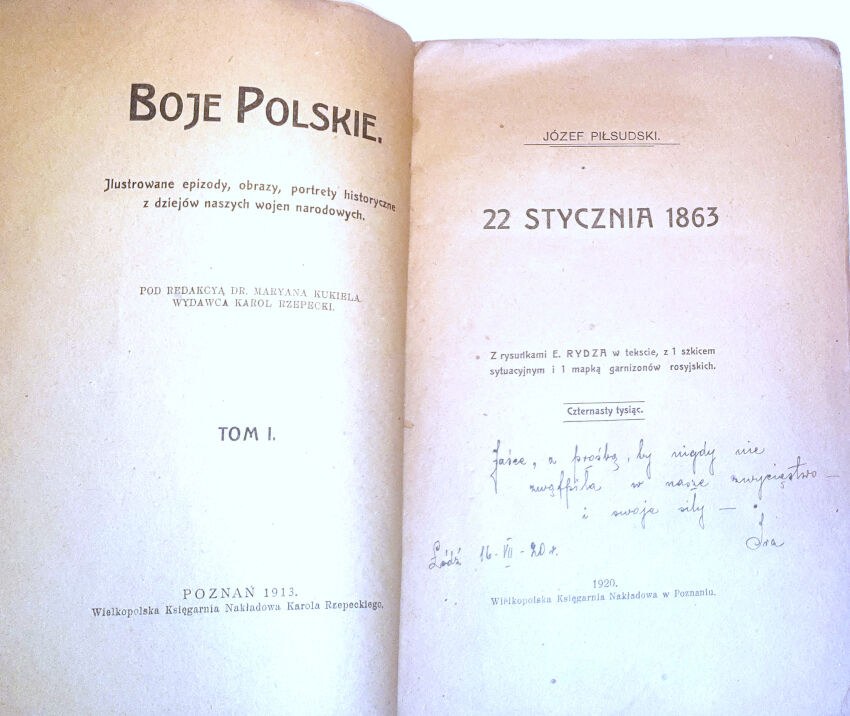 BOJE POLSKIE.
Jlustrowane epizody, obrazy, portrety historyczne
z dziejów naszych wojen narodowych.
POD REDAKCYĄ DR. MARYANA KUKIELA.
WYDAWCA KAROL RZEPECKI.
TOM I.
POZNAŃ 1913.
Wielkopolska Księgarnia Nakładowa Karola Rzepeckiego.
JÓZEF PIŁSUDSKI.
22 STYCZNIA 1863
Z rysunkami E. RYDZA w tekście, z 1 szkicem
sytuacyjnym i 1 mapką garnizonów rosyjskich.
Czternasty tysiąc.
z prośbą, by nigdy nie
zwątpiła w nasze zwycięstwo –
i swoje siły –
Łódź 16-VII-20 r.
1920.
Wielkopolska Księgarnia Nakładowa w Poznaniu.